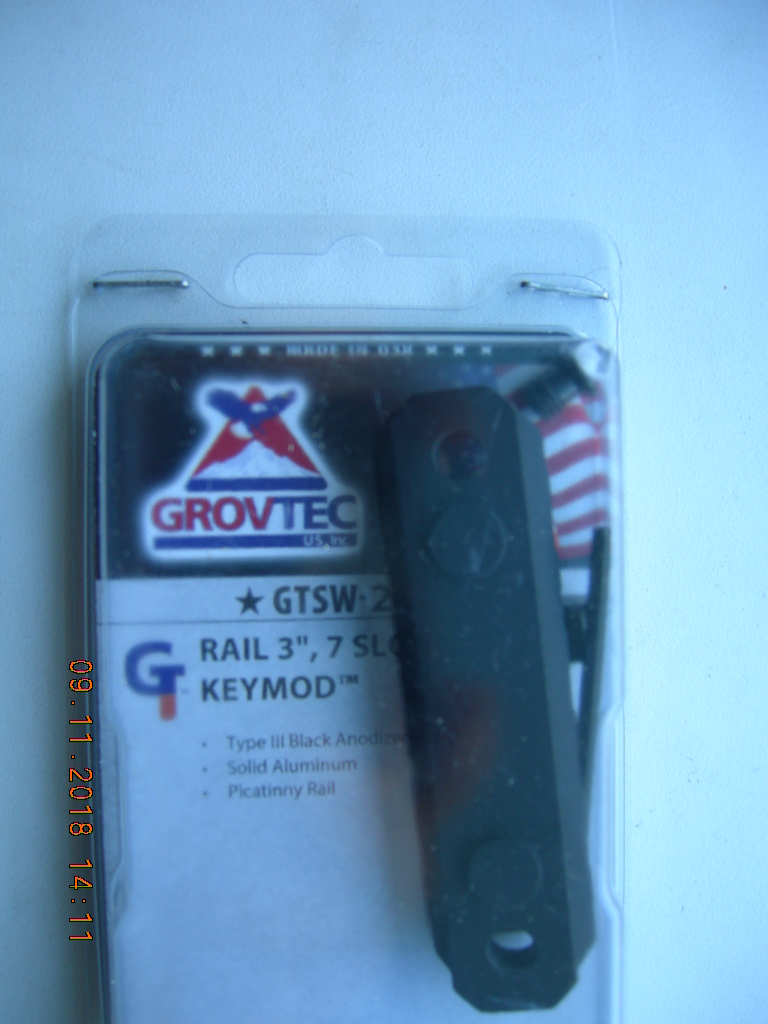 ★ ★ ★ MADE IN USA ★ ★ ★
GROVTEC
US, Inc.
★ GTSW-2
GT
RAIL 3", 7 SLO
KEYMOD™
• Type III Black Anodized
• Solid Aluminum
• Picatinny Rail
09.11.2018 14:11